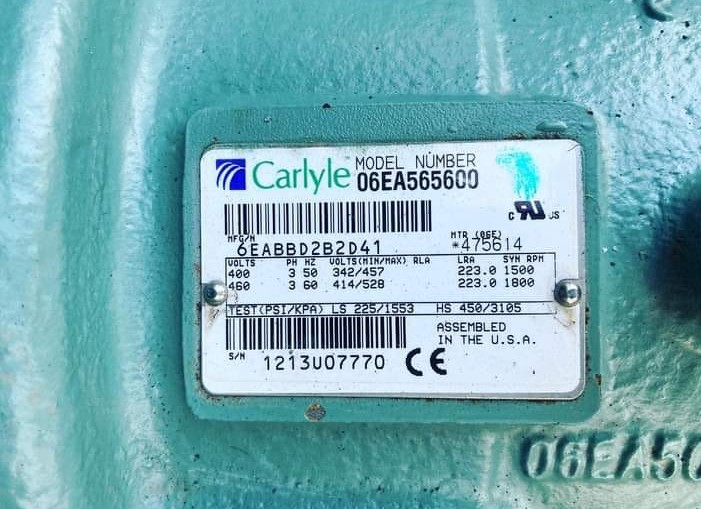 Carlyle MODEL NUMBER
06EA565600
c RU us
MFG/N
6EABBD2B2D41
MTR (06E)
*475614
VOLTS PH HZ VOLTS(MIN/MAX) RLA LRA SYN RPM
400 3 50 342/457 223.0 1500
460 3 60 414/528 223.0 1800
TEST(PSI/KPA) LS 225/1553 HS 450/3105
ASSEMBLED
IN THE U.S.A.
S/N
1213U07770 CE
06EA50